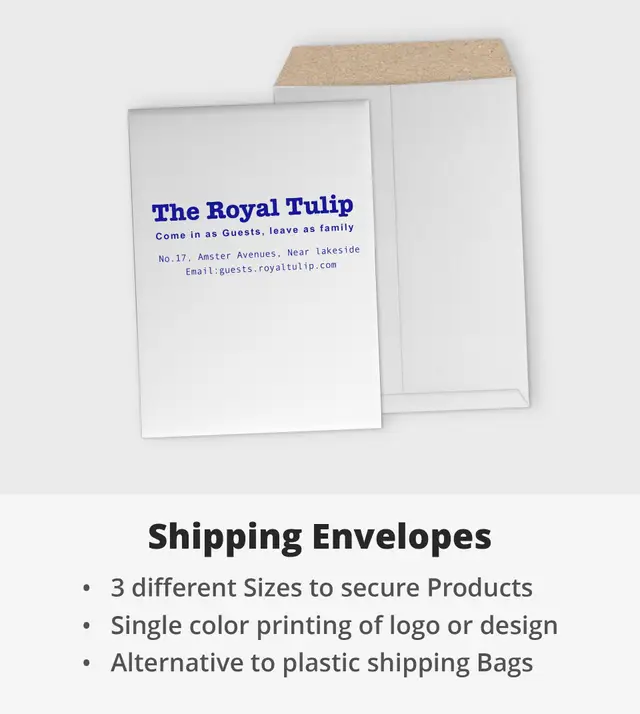 The Royal Tulip
Come in as Guests, leave as family
No.17, Amster Avenues, Near lakeside
Email:guests.royaltulip.com
Shipping Envelopes
• 3 different Sizes to secure Products
• Single color printing of logo or design
• Alternative to plastic shipping Bags